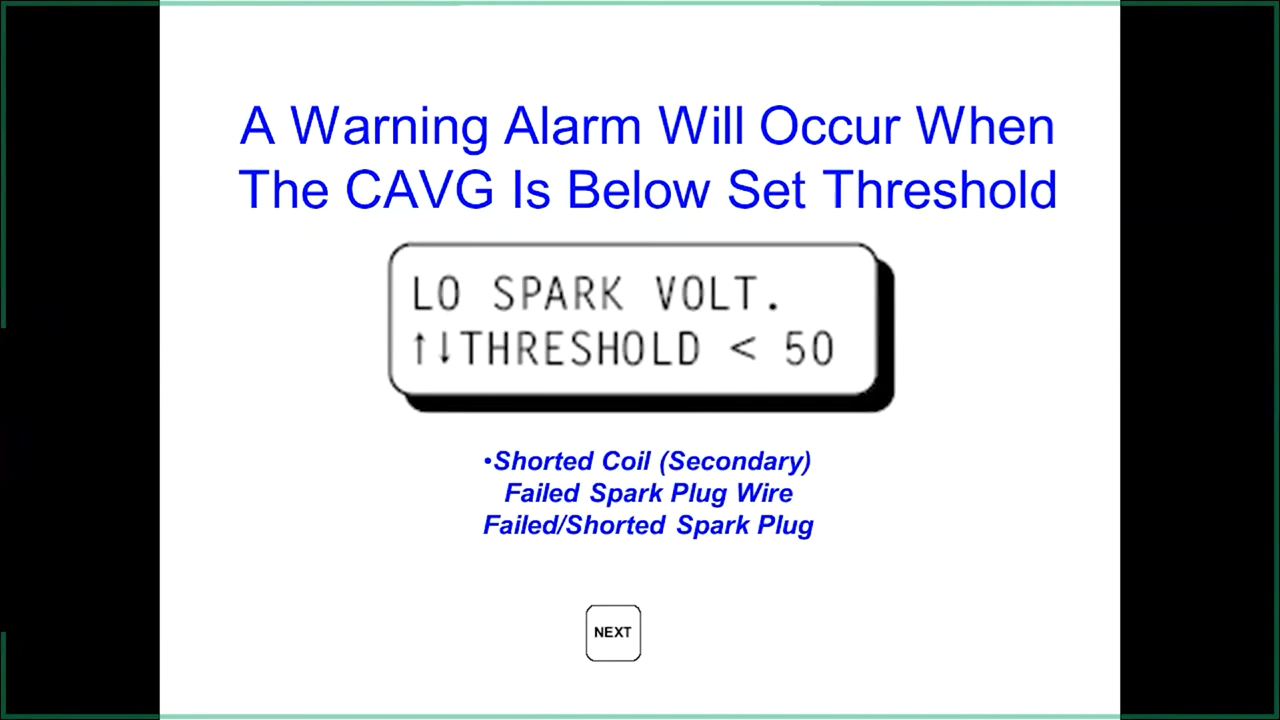 A Warning Alarm Will Occur When
The CAVG Is Below Set Threshold
LO SPARK VOLT.
↑↓THRESHOLD < 50
•Shorted Coil (Secondary)
Failed Spark Plug Wire
Failed/Shorted Spark Plug
NEXT